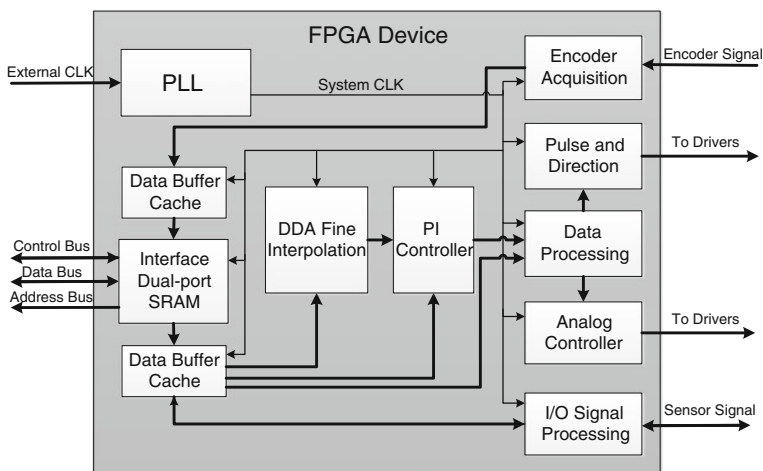 FPGA Device
External CLK
PLL
System CLK
Encoder
Acquisition
Encoder Signal
Data Buffer
Cache
Pulse and
Direction
To Drivers
DDA Fine
Interpolation
PI
Controller
Data
Processing
Control Bus
Data Bus
Address Bus
Interface
Dual-port
SRAM
Analog
Controller
To Drivers
Data Buffer
Cache
I/O Signal
Processing
Sensor Signal